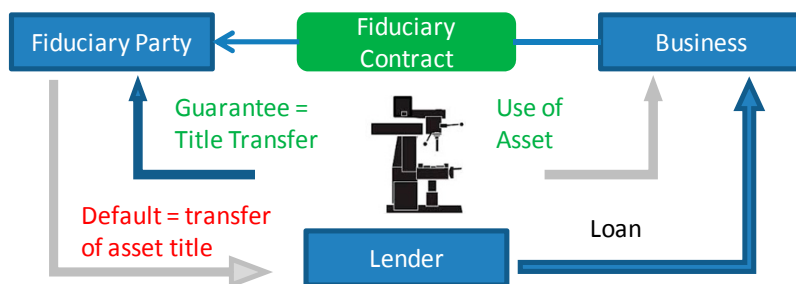 Fiduciary Party
Fiduciary
Contract
Business
Guarantee =
Title Transfer
Use of
Asset
Default = transfer
of asset title
Loan
Lender